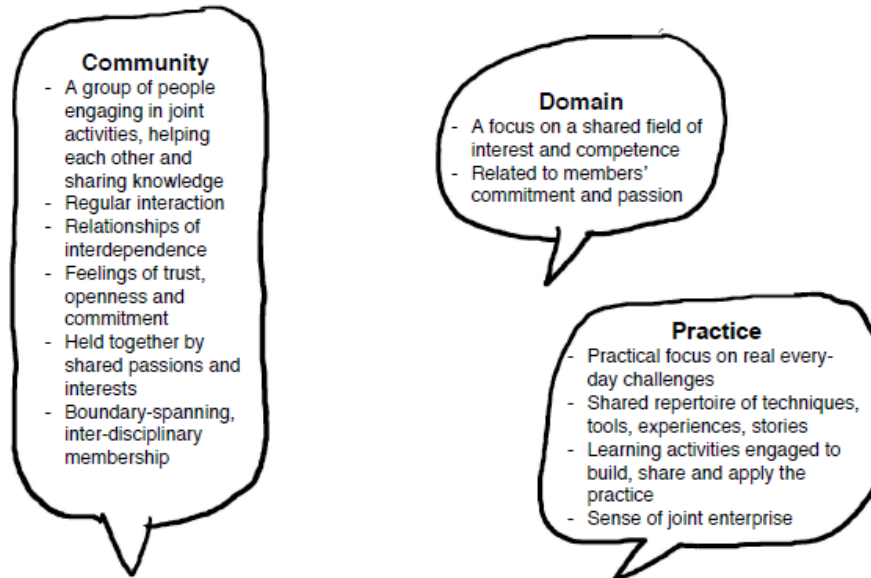 Community
- A group of people
engaging in joint
activities, helping
each other and
sharing knowledge
- Regular interaction
- Relationships of
interdependence
- Feelings of trust,
openness and
commitment
- Held together by
shared passions and
interests
- Boundary-spanning,
inter-disciplinary
membership
Domain
- A focus on a shared field of
interest and competence
- Related to members'
commitment and passion
Practice
- Practical focus on real every-
day challenges
- Shared repertoire of techniques,
tools, experiences, stories
- Learning activities engaged to
build, share and apply the
practice
- Sense of joint enterprise